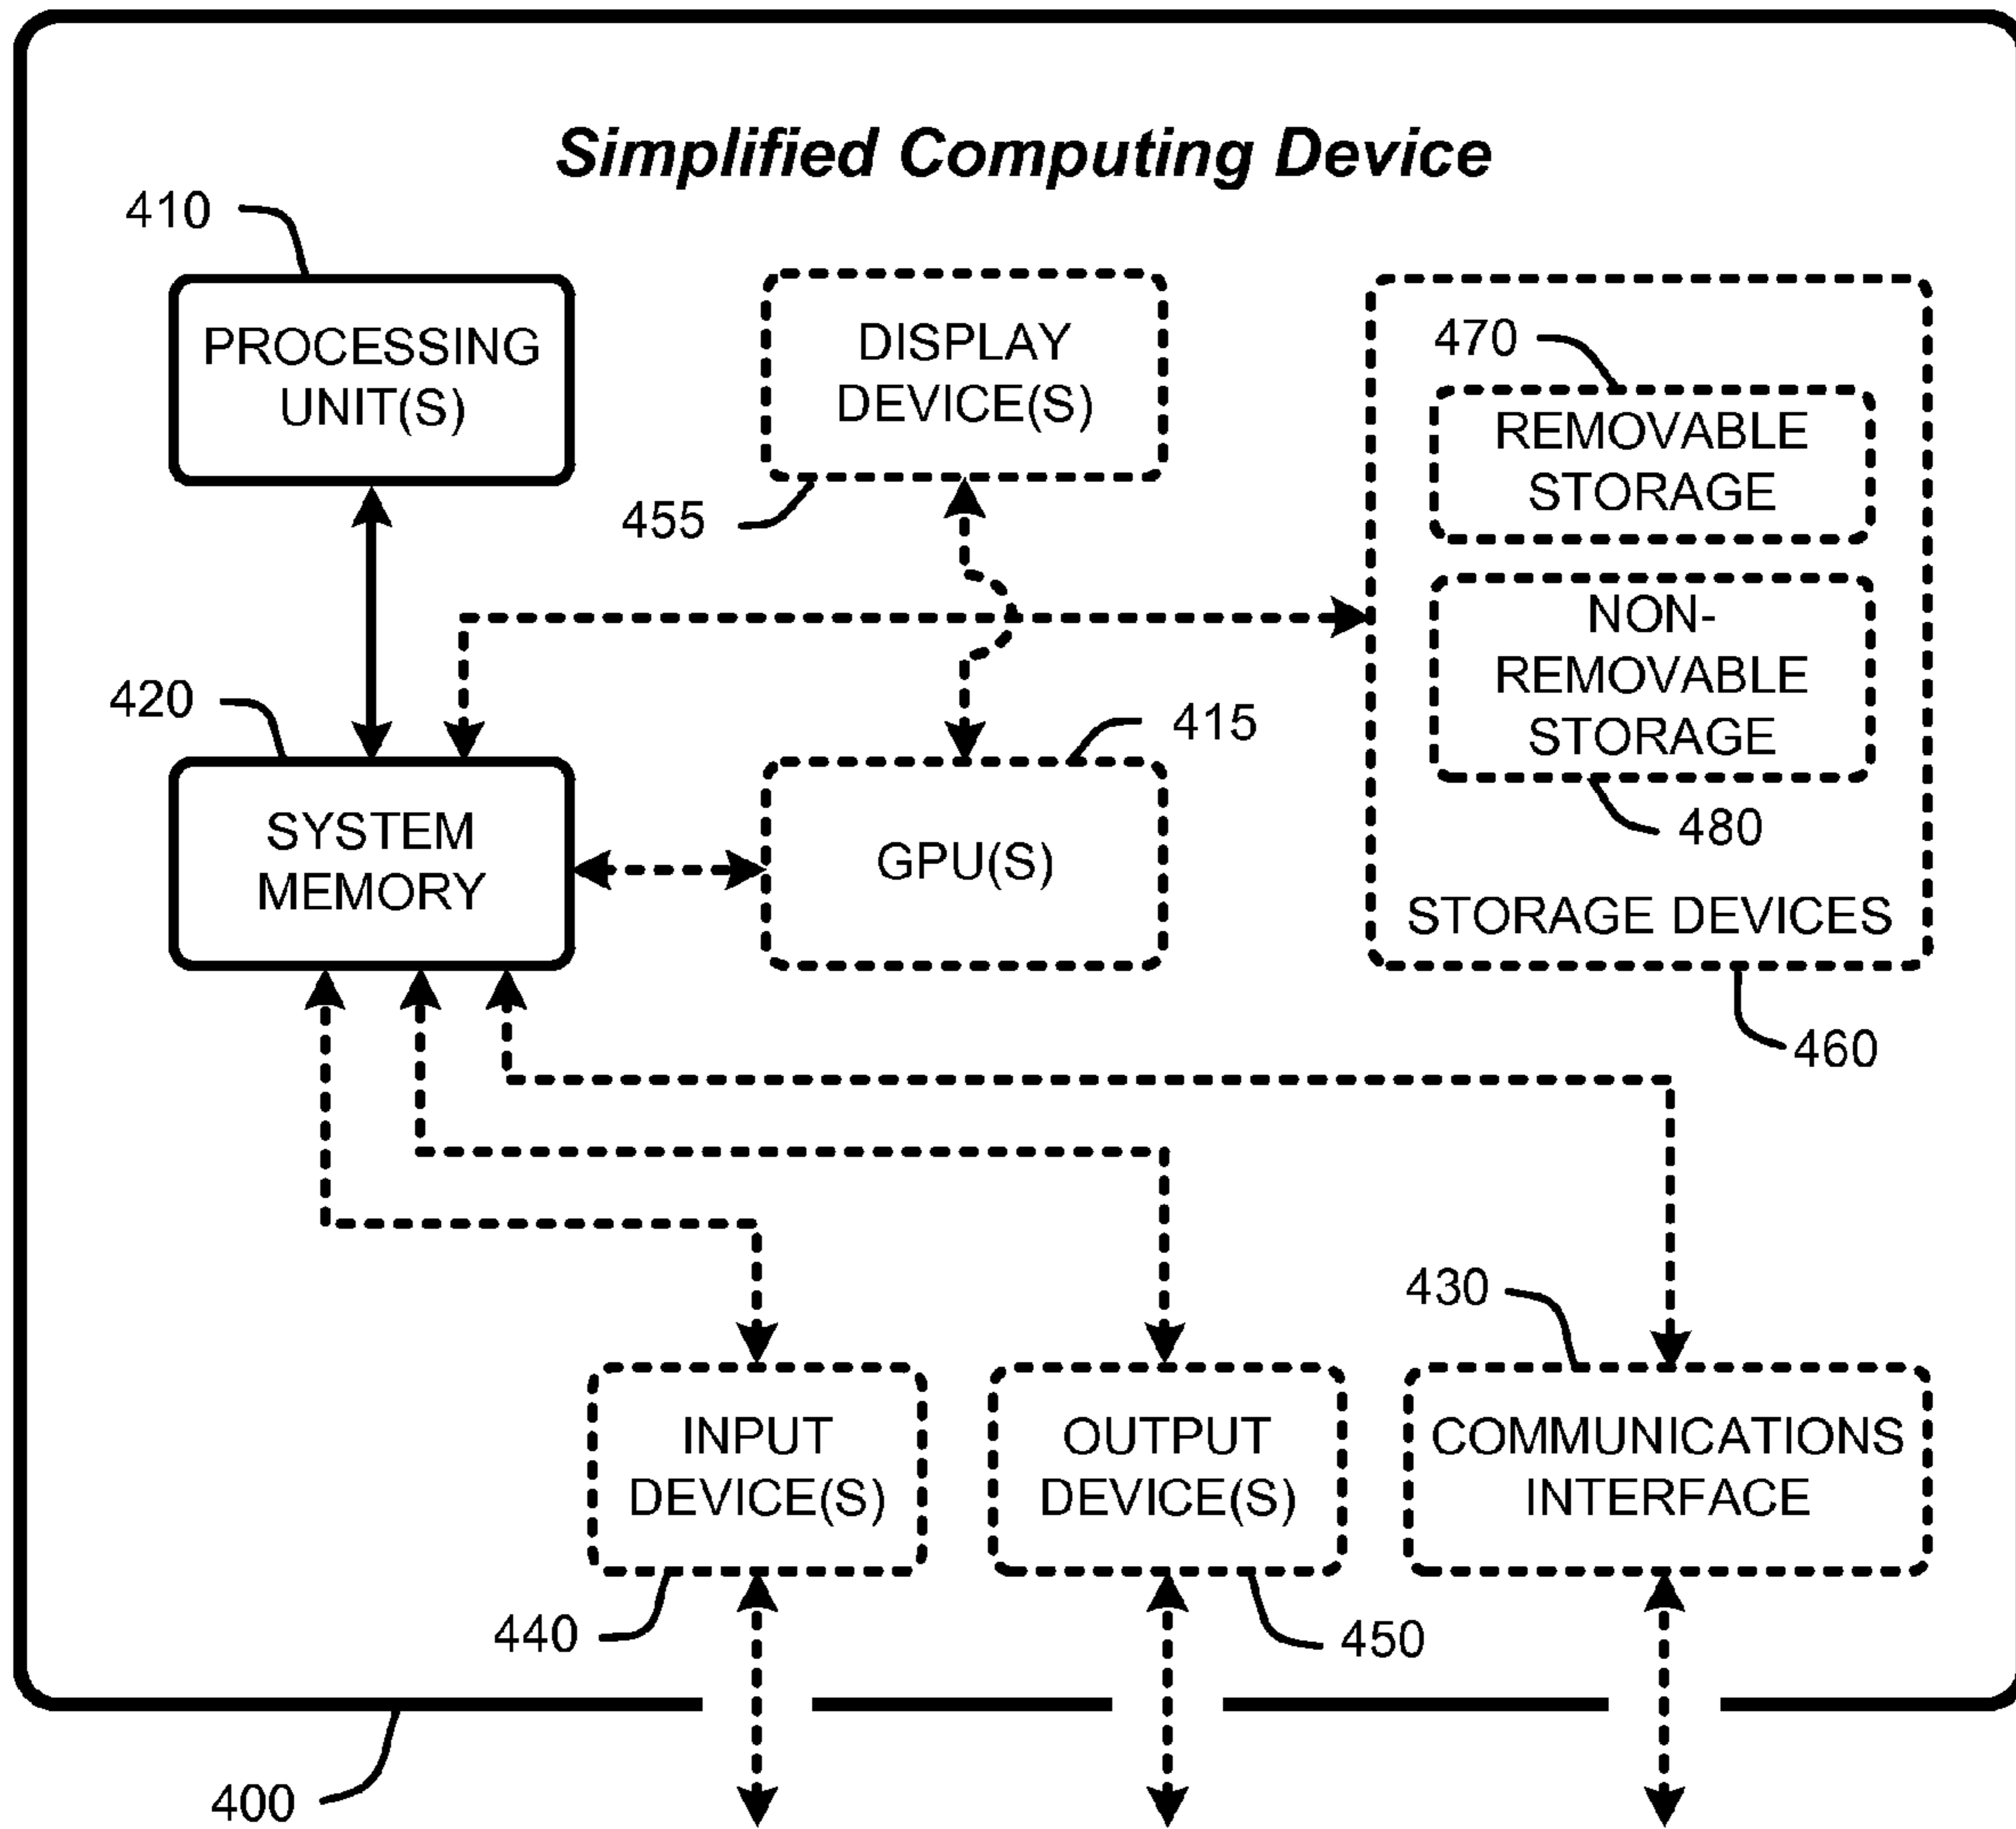 Simplified Computing Device
410
PROCESSING
UNIT(S)
DISPLAY
DEVICE(S)
455
470
REMOVABLE
STORAGE
NON-
REMOVABLE
STORAGE
480
STORAGE DEVICES
460
420
SYSTEM
MEMORY
415
GPU(S)
430
INPUT
DEVICE(S)
440
OUTPUT
DEVICE(S)
450
COMMUNICATIONS
INTERFACE
400